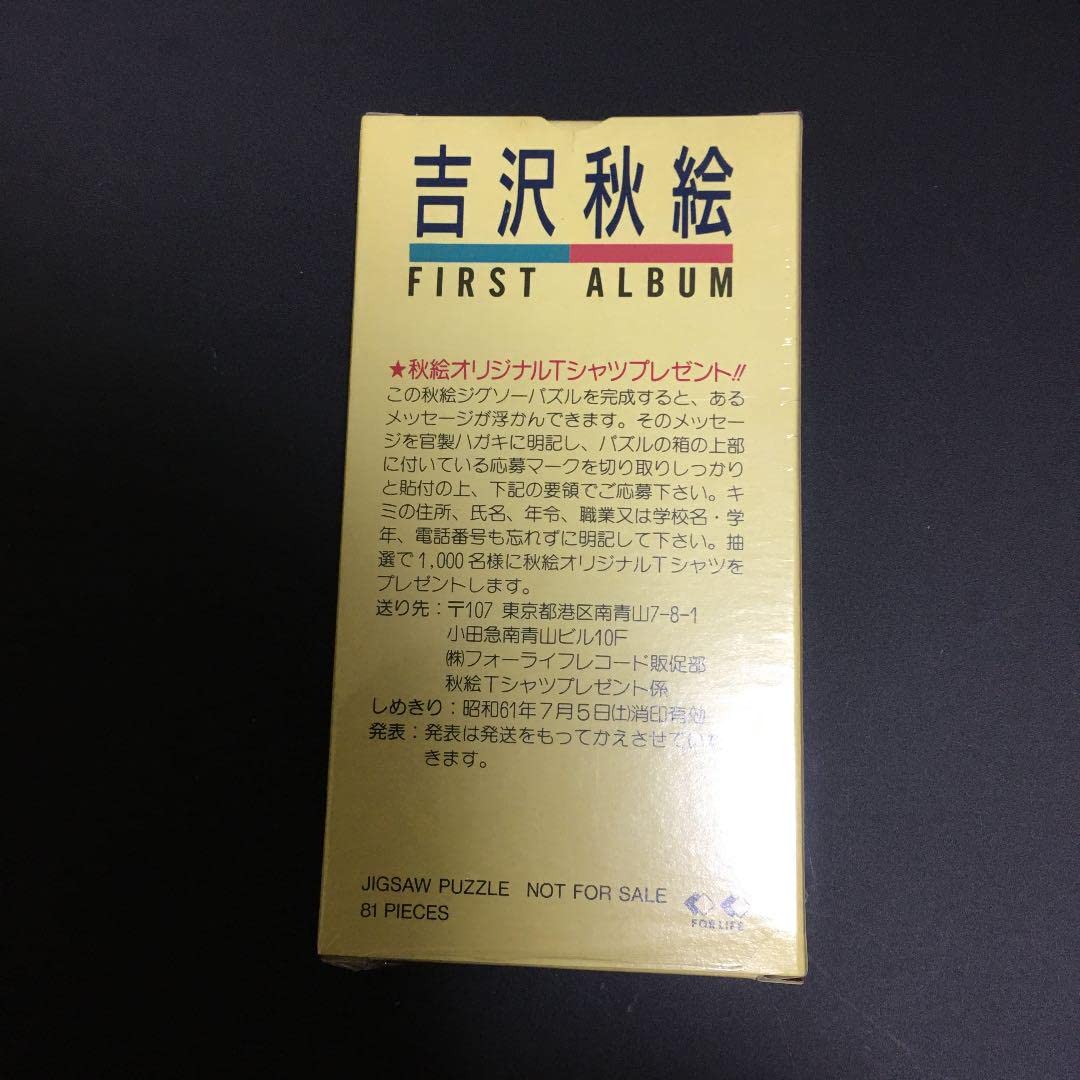 吉沢秋絵
FIRST ALBUM
★秋絵オリジナルTシャツプレゼント!!
この秋絵ジグソーパズルを完成すると、ある
メッセージが浮かんできます。そのメッセー
ジを官製ハガキに明記し、パズルの箱の上部
に付いている応募マークを切り取りしっかり
と貼付の上、下記の要領でご応募下さい。キ
ミの住所、氏名、年令、職業又は学校名・学
年、電話番号も忘れずに明記して下さい。抽
選で1,000名様に秋絵オリジナルTシャツを
プレゼントします。
送り先：〒107 東京都港区南青山7-8-1
小田急南青山ビル10F
㈱フォーライフレコード販促部
秋絵Tシャツプレゼント係
しめきり：昭和61年7月5日㈯消印有効
発表：発表は発送をもってかえさせていただ
きます。
JIGSAW PUZZLE NOT FOR SALE
81 PIECES
FOR LIFE